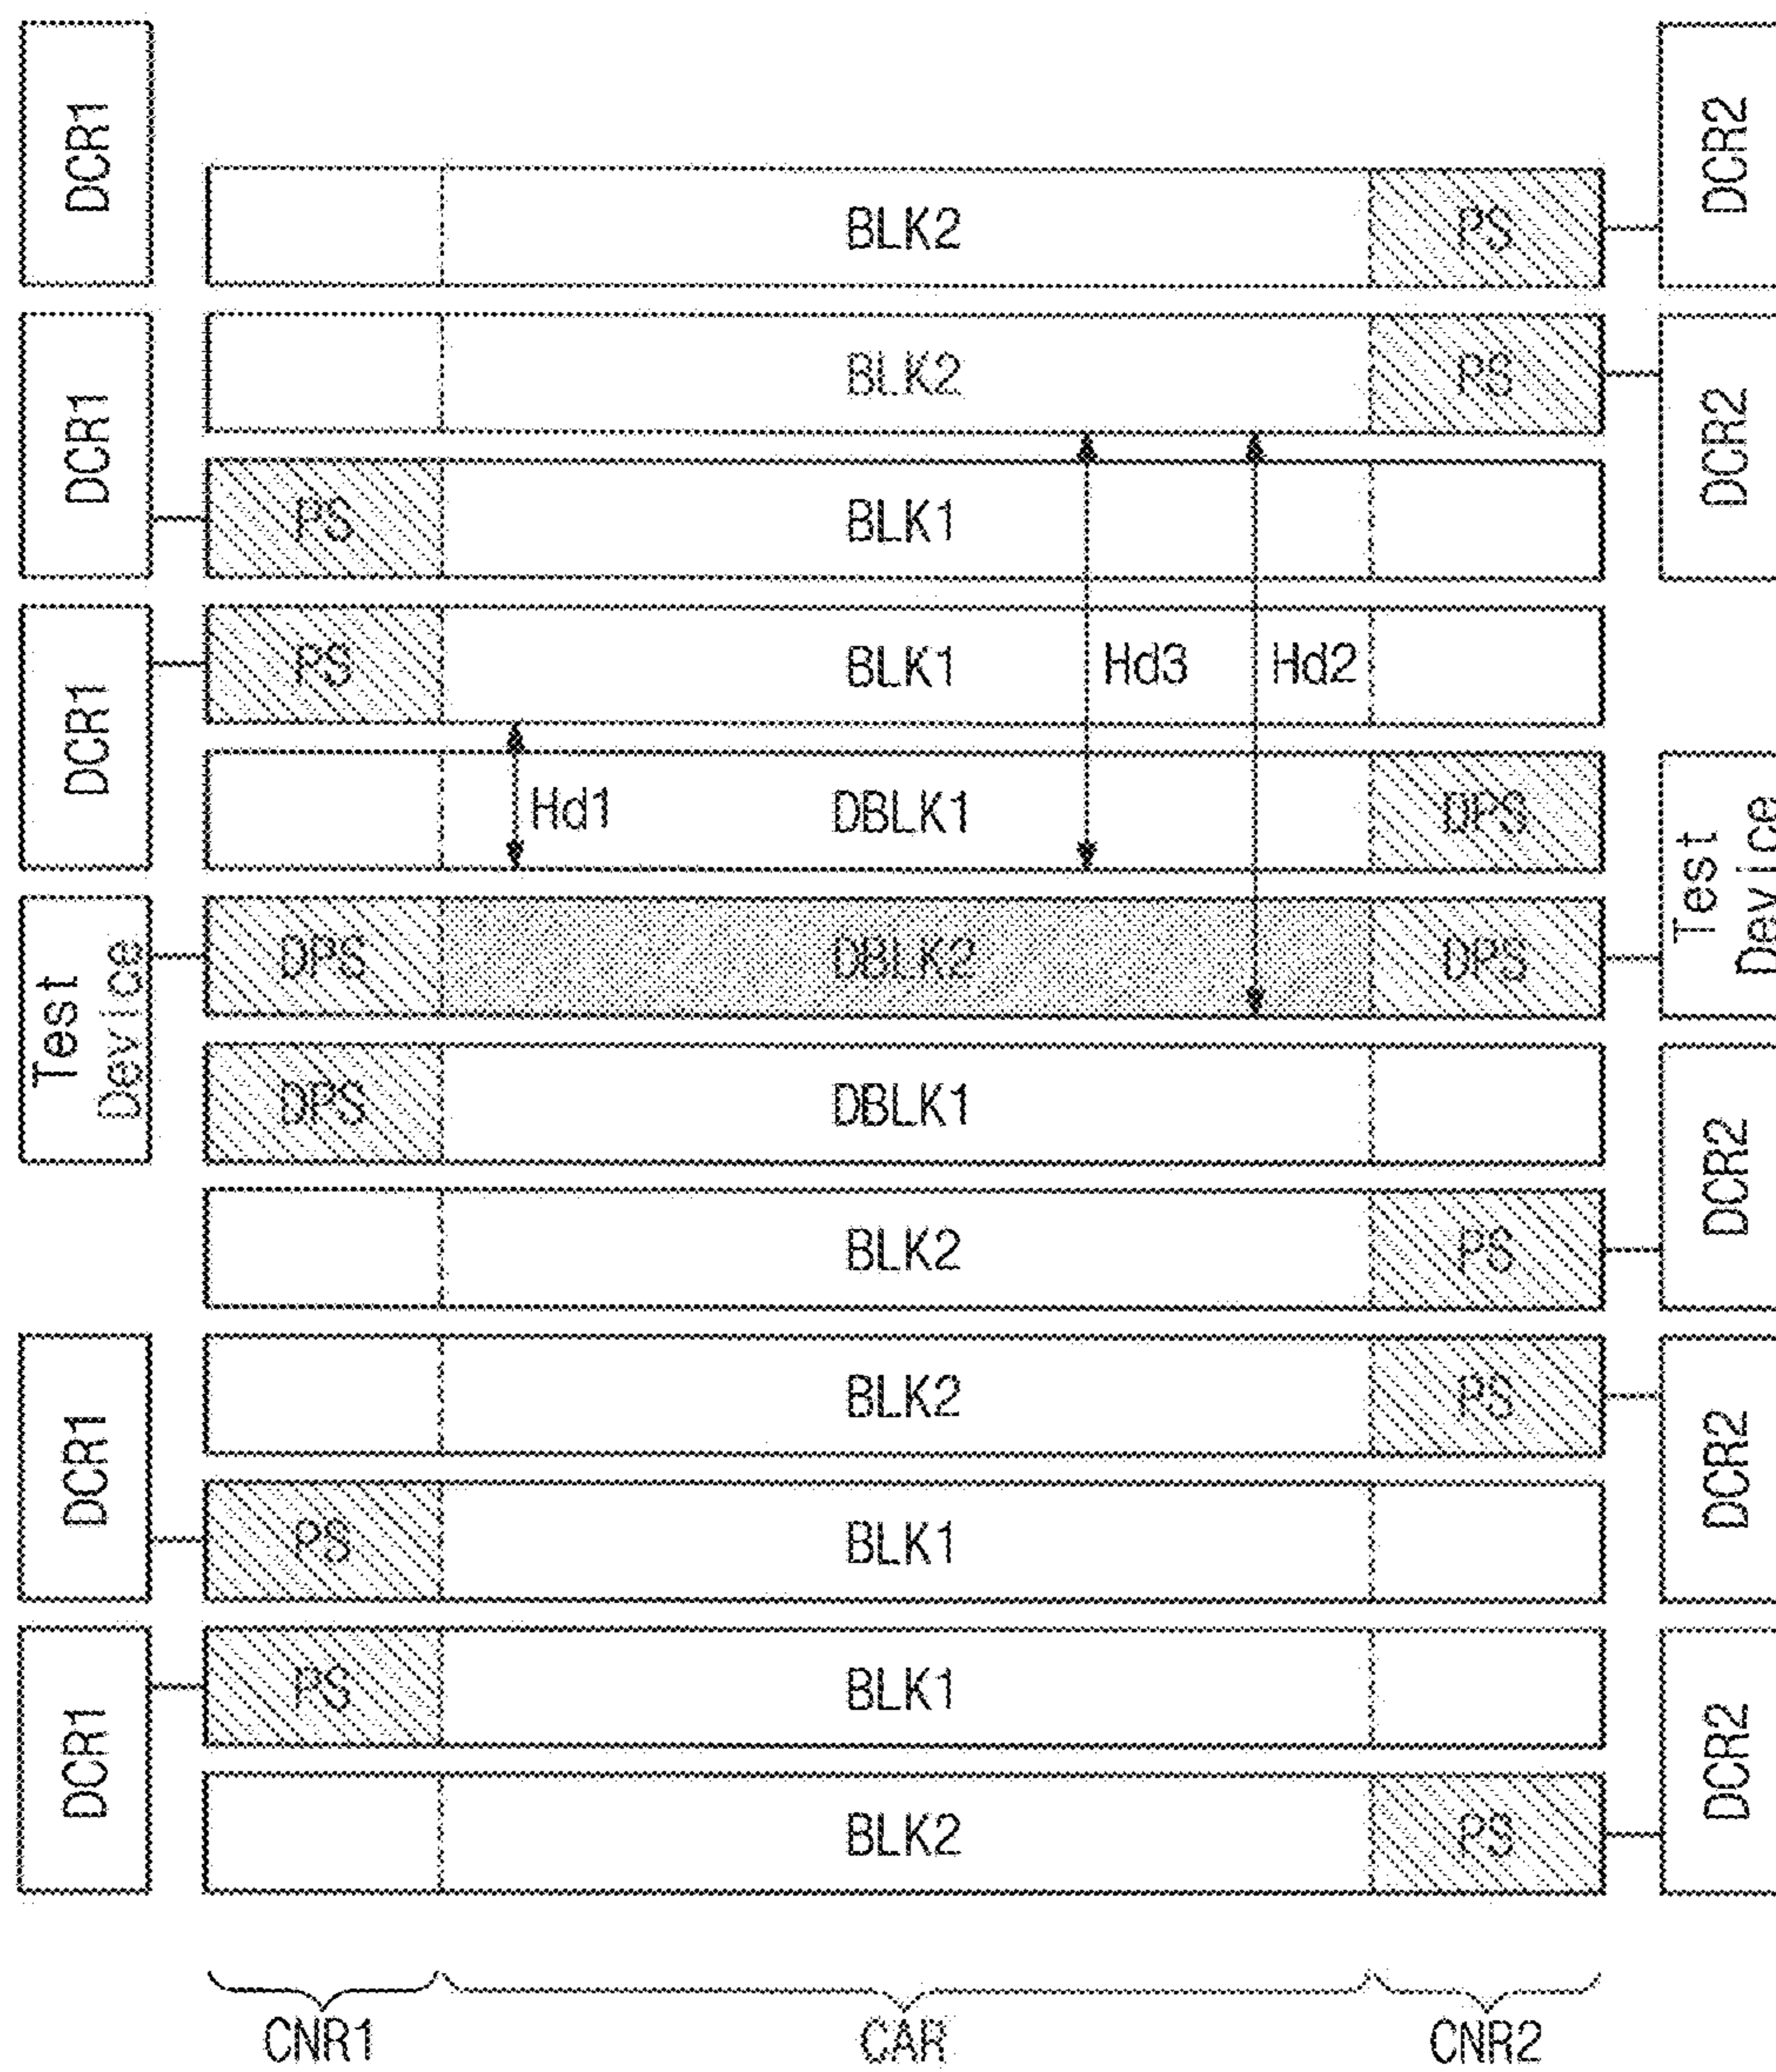 DCR1
DCR2
BLK2
PS
BLK2
PS
DCR1
DCR2
PS
BLK1
PS
BLK1
Hd3
Hd2
DCR1
Hd1
DBLK1
DPS
Test
Device
DPS
DBLK2
DPS
Test
Device
DPS
DBLK1
DCR2
BLK2
PS
BLK2
PS
DCR1
DCR2
PS
BLK1
PS
BLK1
DCR1
DCR2
BLK2
PS
CNR1
CAR
CNR2